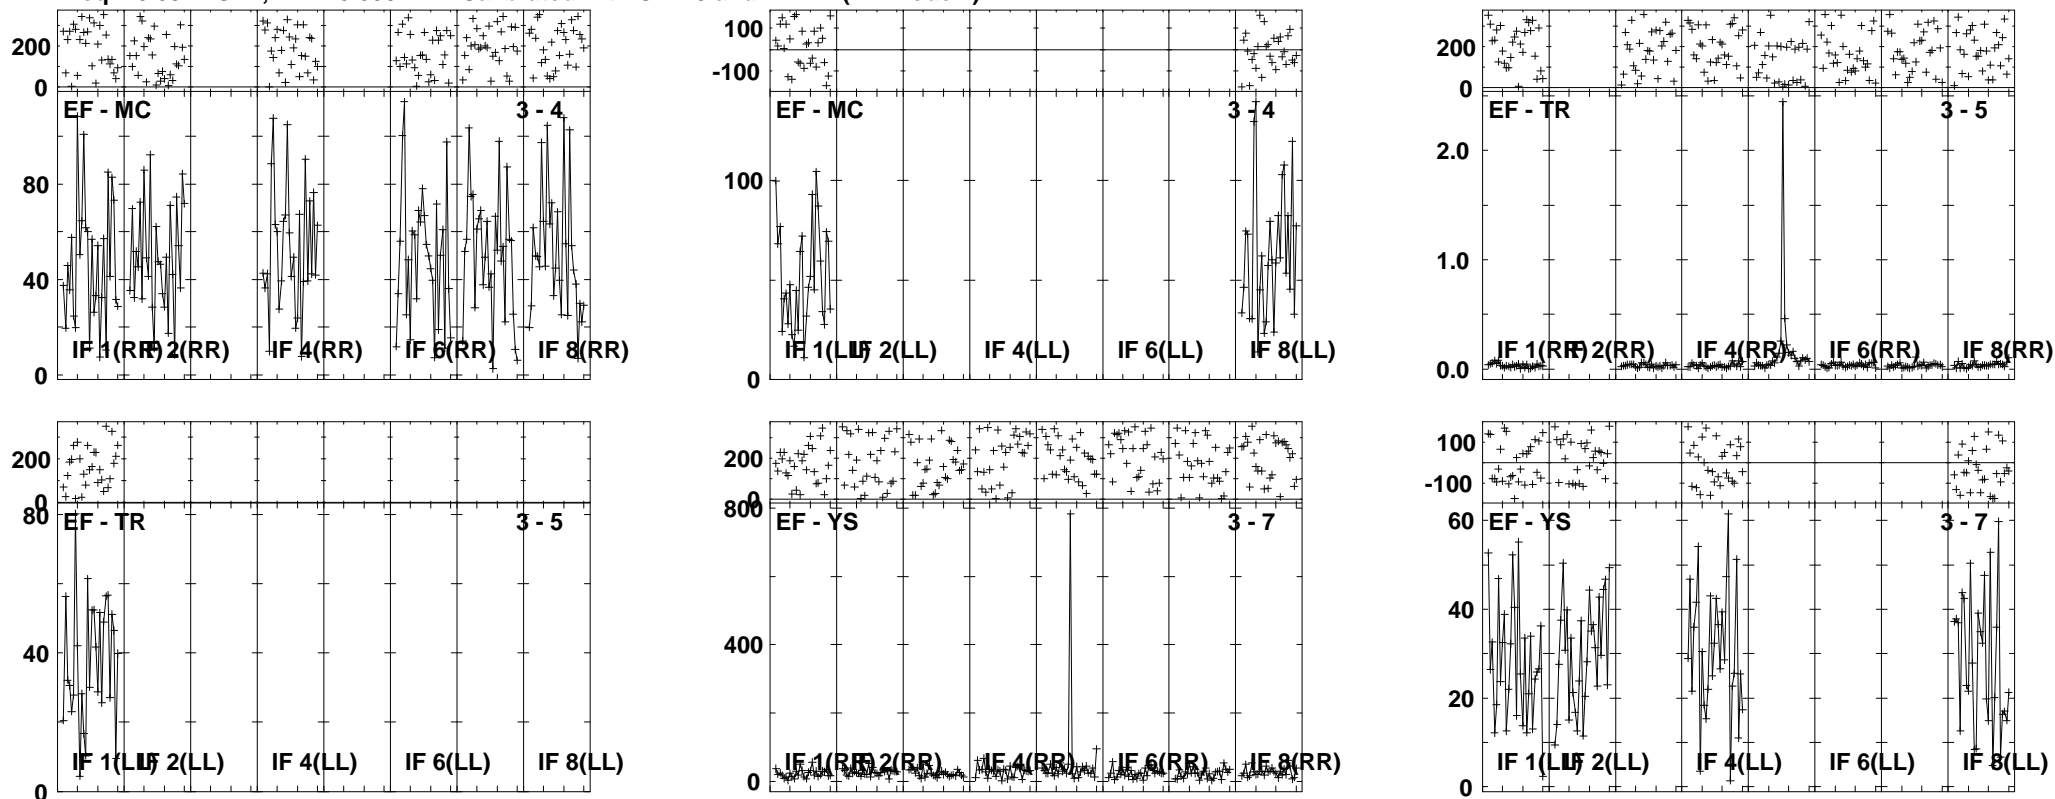 200
0
EF - MC
3 - 4
80
40
0
IF 1(RR)
IF 2(RR)
IF 4(RR)
IF 6(RR)
IF 8(RR)
100
-100
EF - MC
3 - 4
100
0
IF 1(LL)
IF 2(LL)
IF 4(LL)
IF 6(LL)
IF 8(LL)
200
0
EF - TR
3 - 5
2.0
1.0
0.0
IF 1(RR)
IF 2(RR)
IF 4(RR)
IF 6(RR)
IF 8(RR)
200
0
80
EF - TR
3 - 5
40
0
IF 1(LL)
IF 2(LL)
IF 4(LL)
IF 6(LL)
IF 8(LL)
200
0
800
EF - YS
3 - 7
400
0
IF 1(RR)
IF 2(RR)
IF 4(RR)
IF 6(RR)
IF 8(RR)
100
-100
EF - YS
3 - 7
60
40
20
0
IF 1(LL)
IF 2(LL)
IF 4(LL)
IF 6(LL)
IF 8(LL)